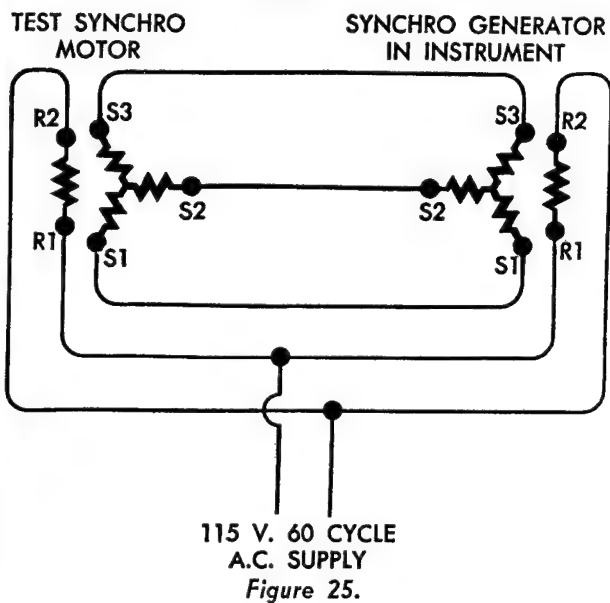 TEST SYNCHRO
MOTOR
SYNCHRO GENERATOR
IN INSTRUMENT
R2
S3
S3
R2
S2
S2
R1
S1
S1
R1
115 V. 60 CYCLE
A.C. SUPPLY
Figure 25.